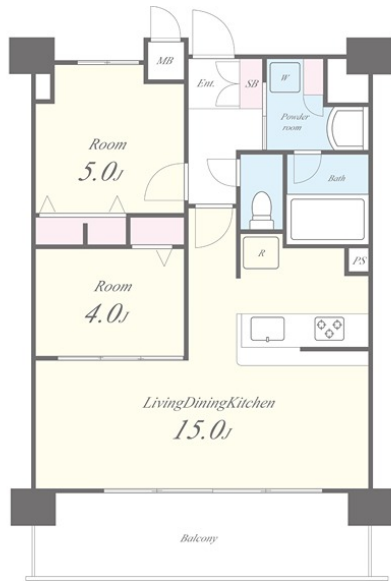 MB
Ent.
SB
W
Powder
room
Room
5.0J
Bath
R
PS
Room
4.0J
LivingDiningKitchen
15.0J
Balcony